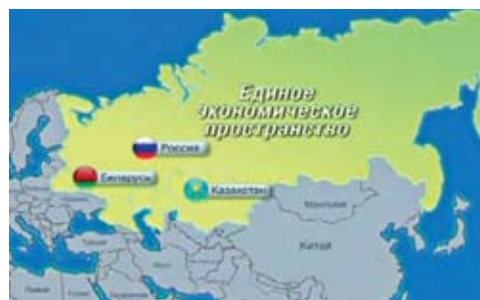 Единое
экономическое
пространство
Россия
Беларусь
Казахстан
Монголия
Китай